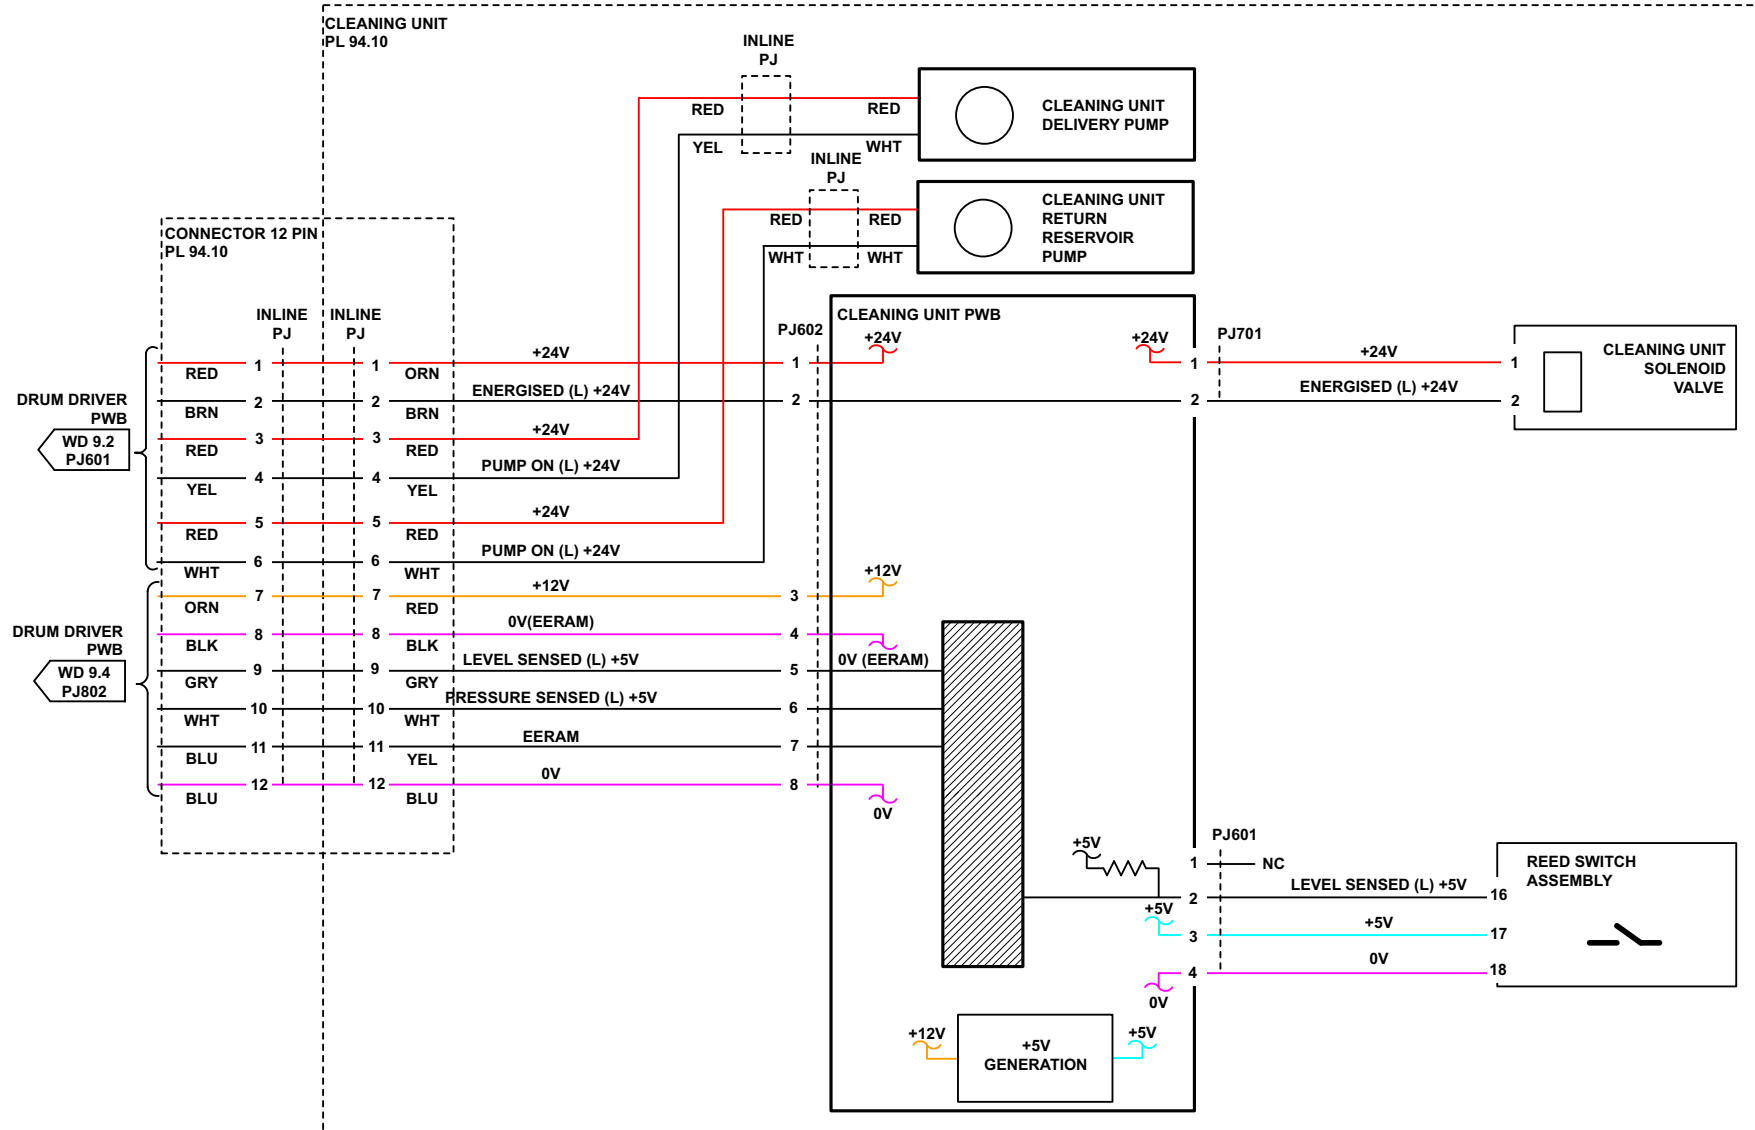 CLEANING UNIT
PL 94.10
INLINE
PJ
RED
RED
YEL
WHT
CLEANING UNIT
DELIVERY PUMP
INLINE
PJ
RED
RED
WHT
WHT
CLEANING UNIT
RETURN
RESERVOIR
PUMP
CONNECTOR 12 PIN
PL 94.10
INLINE
PJ
INLINE
PJ
DRUM DRIVER
PWB
WD 9.2
PJ601
DRUM DRIVER
PWB
WD 9.4
PJ802
RED 1 1 ORN +24V 1
BRN 2 2 BRN ENERGISED (L) +24V 2
RED 3 3 RED +24V
YEL 4 4 YEL PUMP ON (L) +24V
RED 5 5 RED +24V
WHT 6 6 WHT PUMP ON (L) +24V
ORN 7 7 RED +12V 3
BLK 8 8 BLK 0V(EERAM) 4
GRY 9 9 GRY LEVEL SENSED (L) +5V 5
WHT 10 10 WHT PRESSURE SENSED (L) +5V 6
BLU 11 11 YEL EERAM 7
BLU 12 12 BLU 0V 8
PJ602
CLEANING UNIT PWB
+24V
+24V
+12V
0V (EERAM)
0V
PJ701
1 +24V 1
2 ENERGISED (L) +24V 2
CLEANING UNIT
SOLENOID
VALVE
+5V
+5V
0V
PJ601
1 NC
2 LEVEL SENSED (L) +5V 16
3 +5V 17
4 0V 18
REED SWITCH
ASSEMBLY
+12V
+5V
GENERATION
+5V